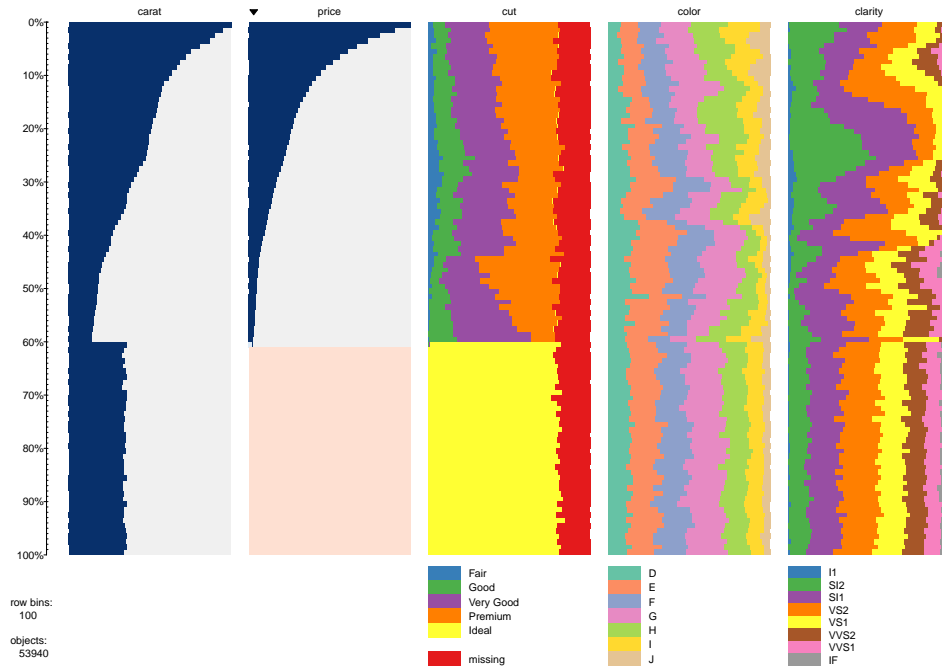 carat price cut color clarity
0%
10%
20%
30%
40%
50%
60%
70%
80%
90%
100%
row bins:
100
objects:
53940
Fair
Good
Very Good
Premium
Ideal
missing
D
E
F
G
H
I
J
I1
SI2
SI1
VS2
VS1
VVS2
VVS1
IF